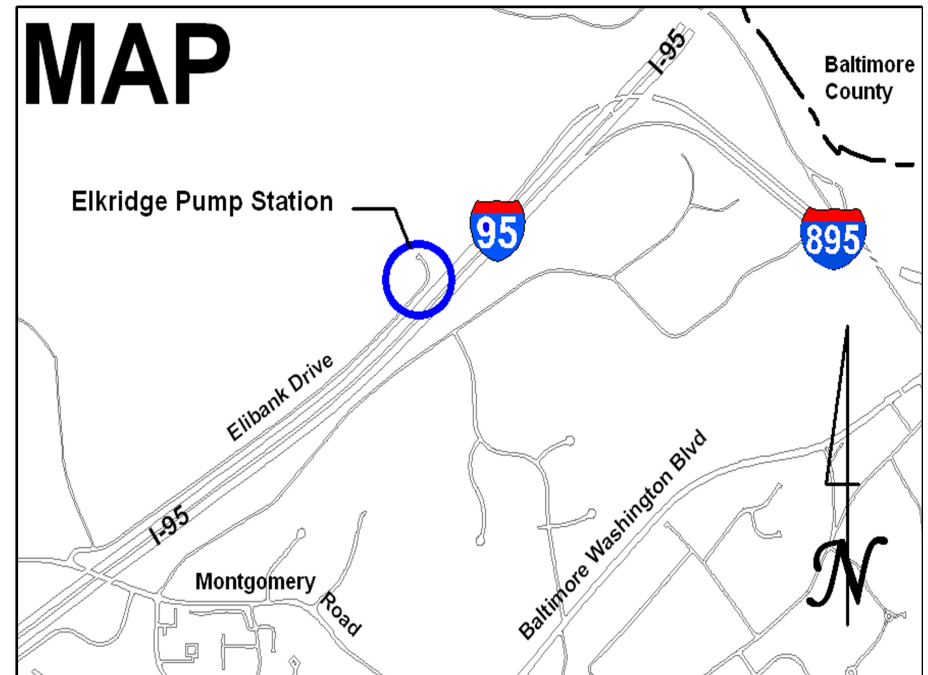 MAP
I-95
Baltimore
County
Elkridge Pump Station
95
895
Elibank Drive
I-95
Baltimore Washington Blvd
Montgomery
Road
N